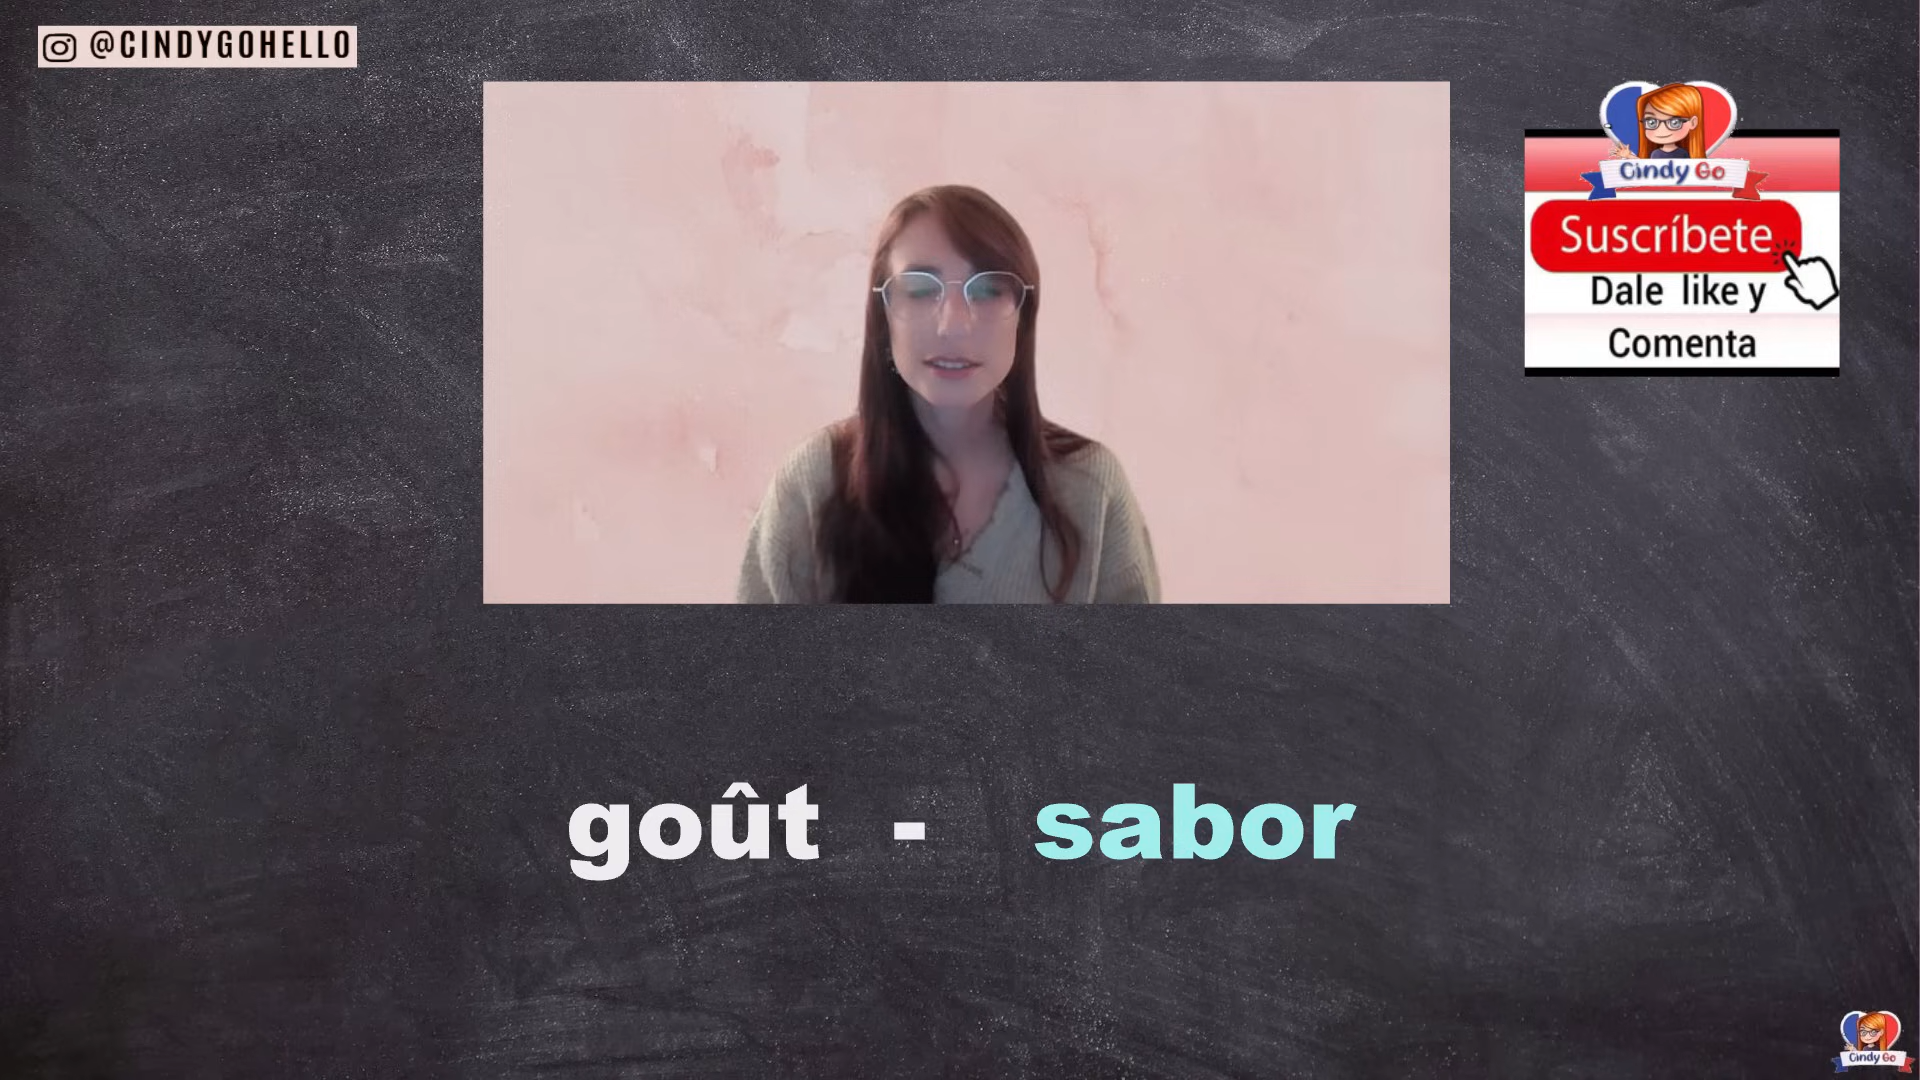 @CINDYGOHELLO
Cindy Go
Suscríbete
Dale like y
Comenta
goût - sabor
Cindy Go